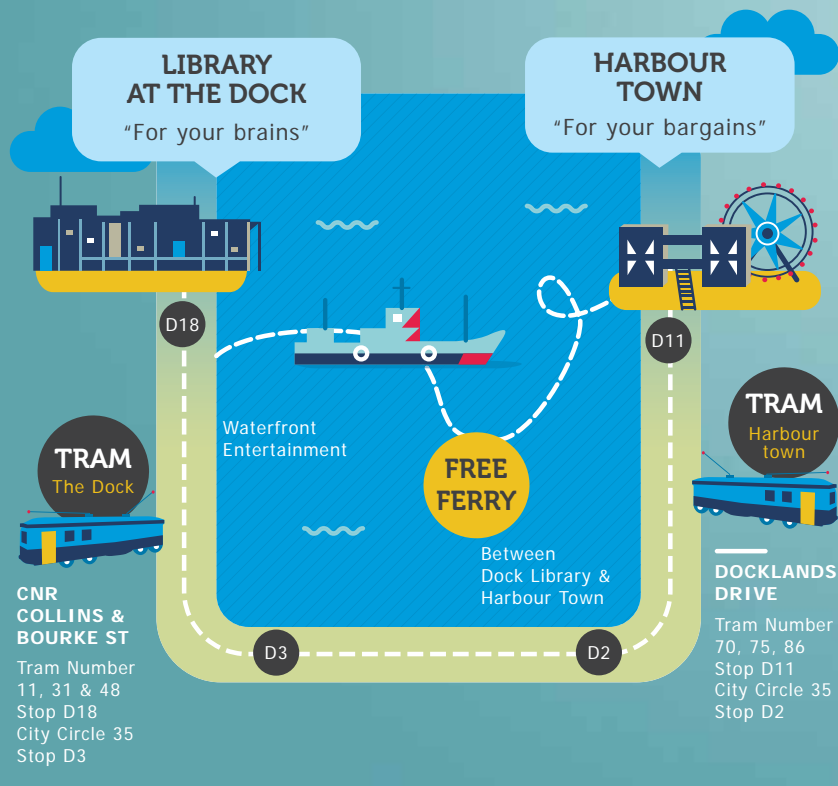 LIBRARY
AT THE DOCK
“For your brains”
HARBOUR
TOWN
“For your bargains”
D18
D11
Waterfront
Entertainment
TRAM
The Dock
TRAM
Harbour
town
FREE
FERRY
Between
Dock Library &
Harbour Town
CNR
COLLINS &
BOURKE ST
Tram Number
11, 31 & 48
Stop D18
City Circle 35
Stop D3
D3
D2
DOCKLANDS
DRIVE
Tram Number
70, 75, 86
Stop D11
City Circle 35
Stop D2